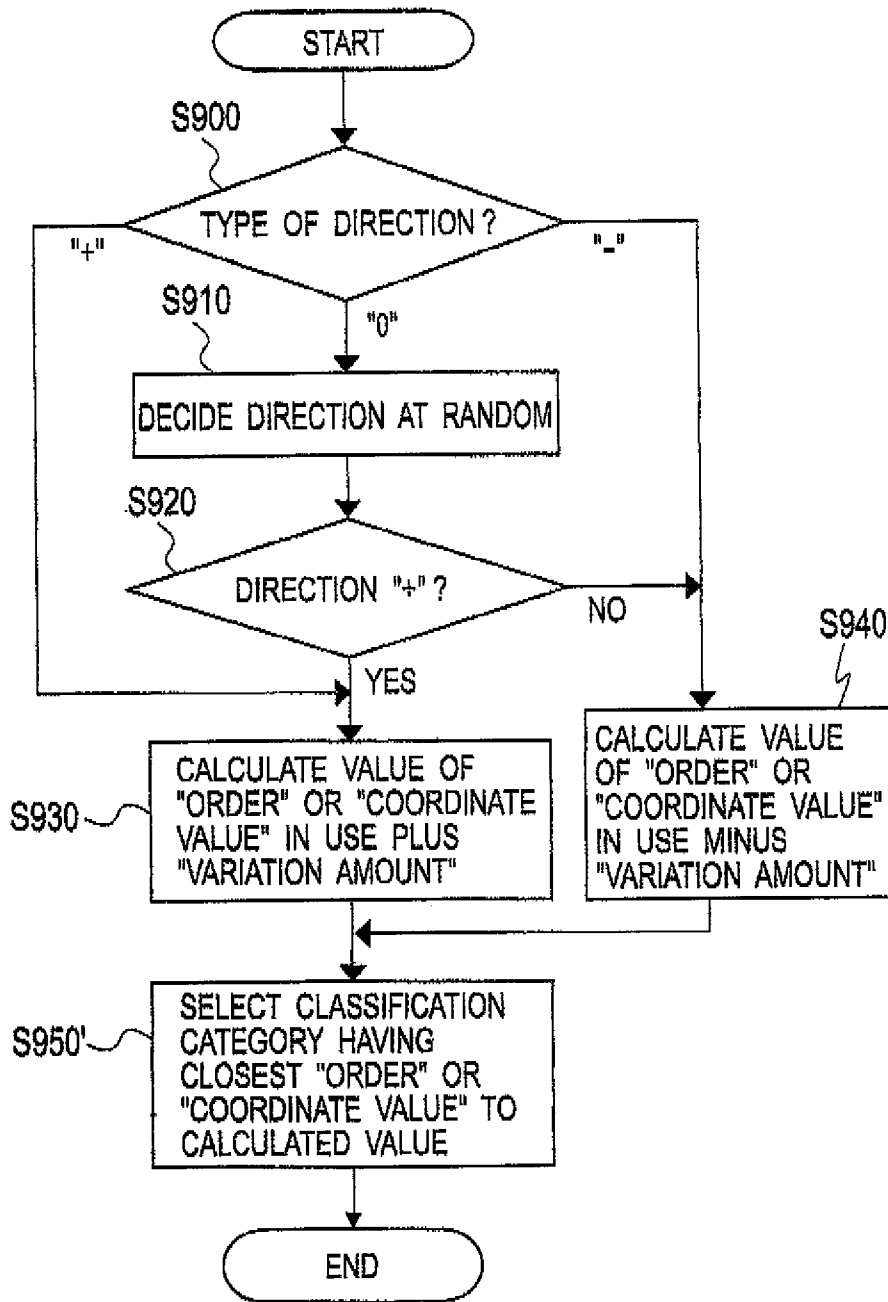 START
S900
TYPE OF DIRECTION?
"+"
"-"
"0"
S910
DECIDE DIRECTION AT RANDOM
S920
DIRECTION "+"?
NO
YES
S940
S930
CALCULATE VALUE OF
"ORDER" OR "COORDINATE
VALUE" IN USE PLUS
"VARIATION AMOUNT"
CALCULATE VALUE
OF "ORDER" OR
"COORDINATE VALUE"
IN USE MINUS
"VARIATION AMOUNT"
S950'
SELECT CLASSIFICATION
CATEGORY HAVING
CLOSEST "ORDER" OR
"COORDINATE VALUE" TO
CALCULATED VALUE
END